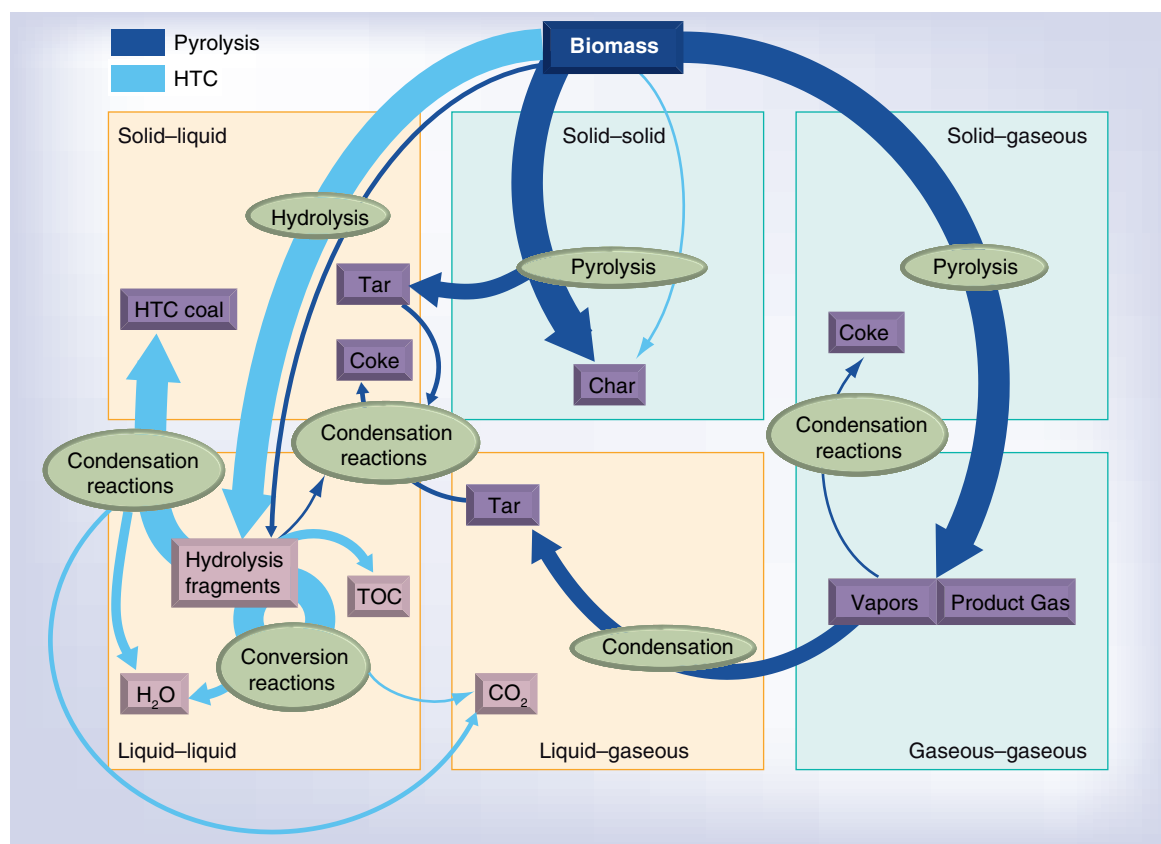 Pyrolysis
HTC
Biomass
Solid–liquid
Solid–solid
Solid–gaseous
Hydrolysis
Pyrolysis
Pyrolysis
Tar
HTC coal
Coke
Char
Coke
Condensation
reactions
Condensation
reactions
Condensation
reactions
Tar
Hydrolysis
fragments
TOC
Vapors
Product Gas
Conversion
reactions
Condensation
H₂O
CO₂
Liquid–liquid
Liquid–gaseous
Gaseous–gaseous